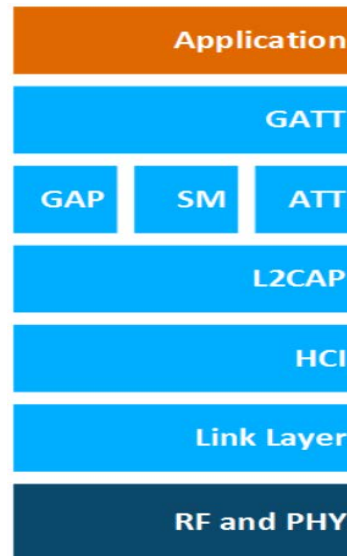 Application
GATT
GAP SM ATT
L2CAP
HCI
Link Layer
RF and PHY